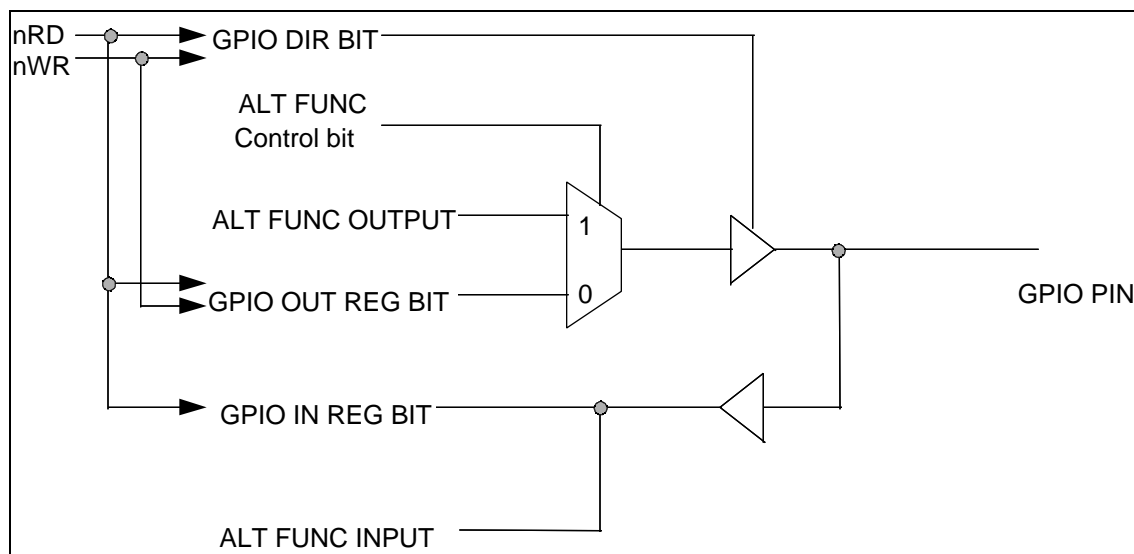 nRD
nWR
GPIO DIR BIT
ALT FUNC
Control bit
ALT FUNC OUTPUT
1
GPIO OUT REG BIT
0
GPIO PIN
GPIO IN REG BIT
ALT FUNC INPUT